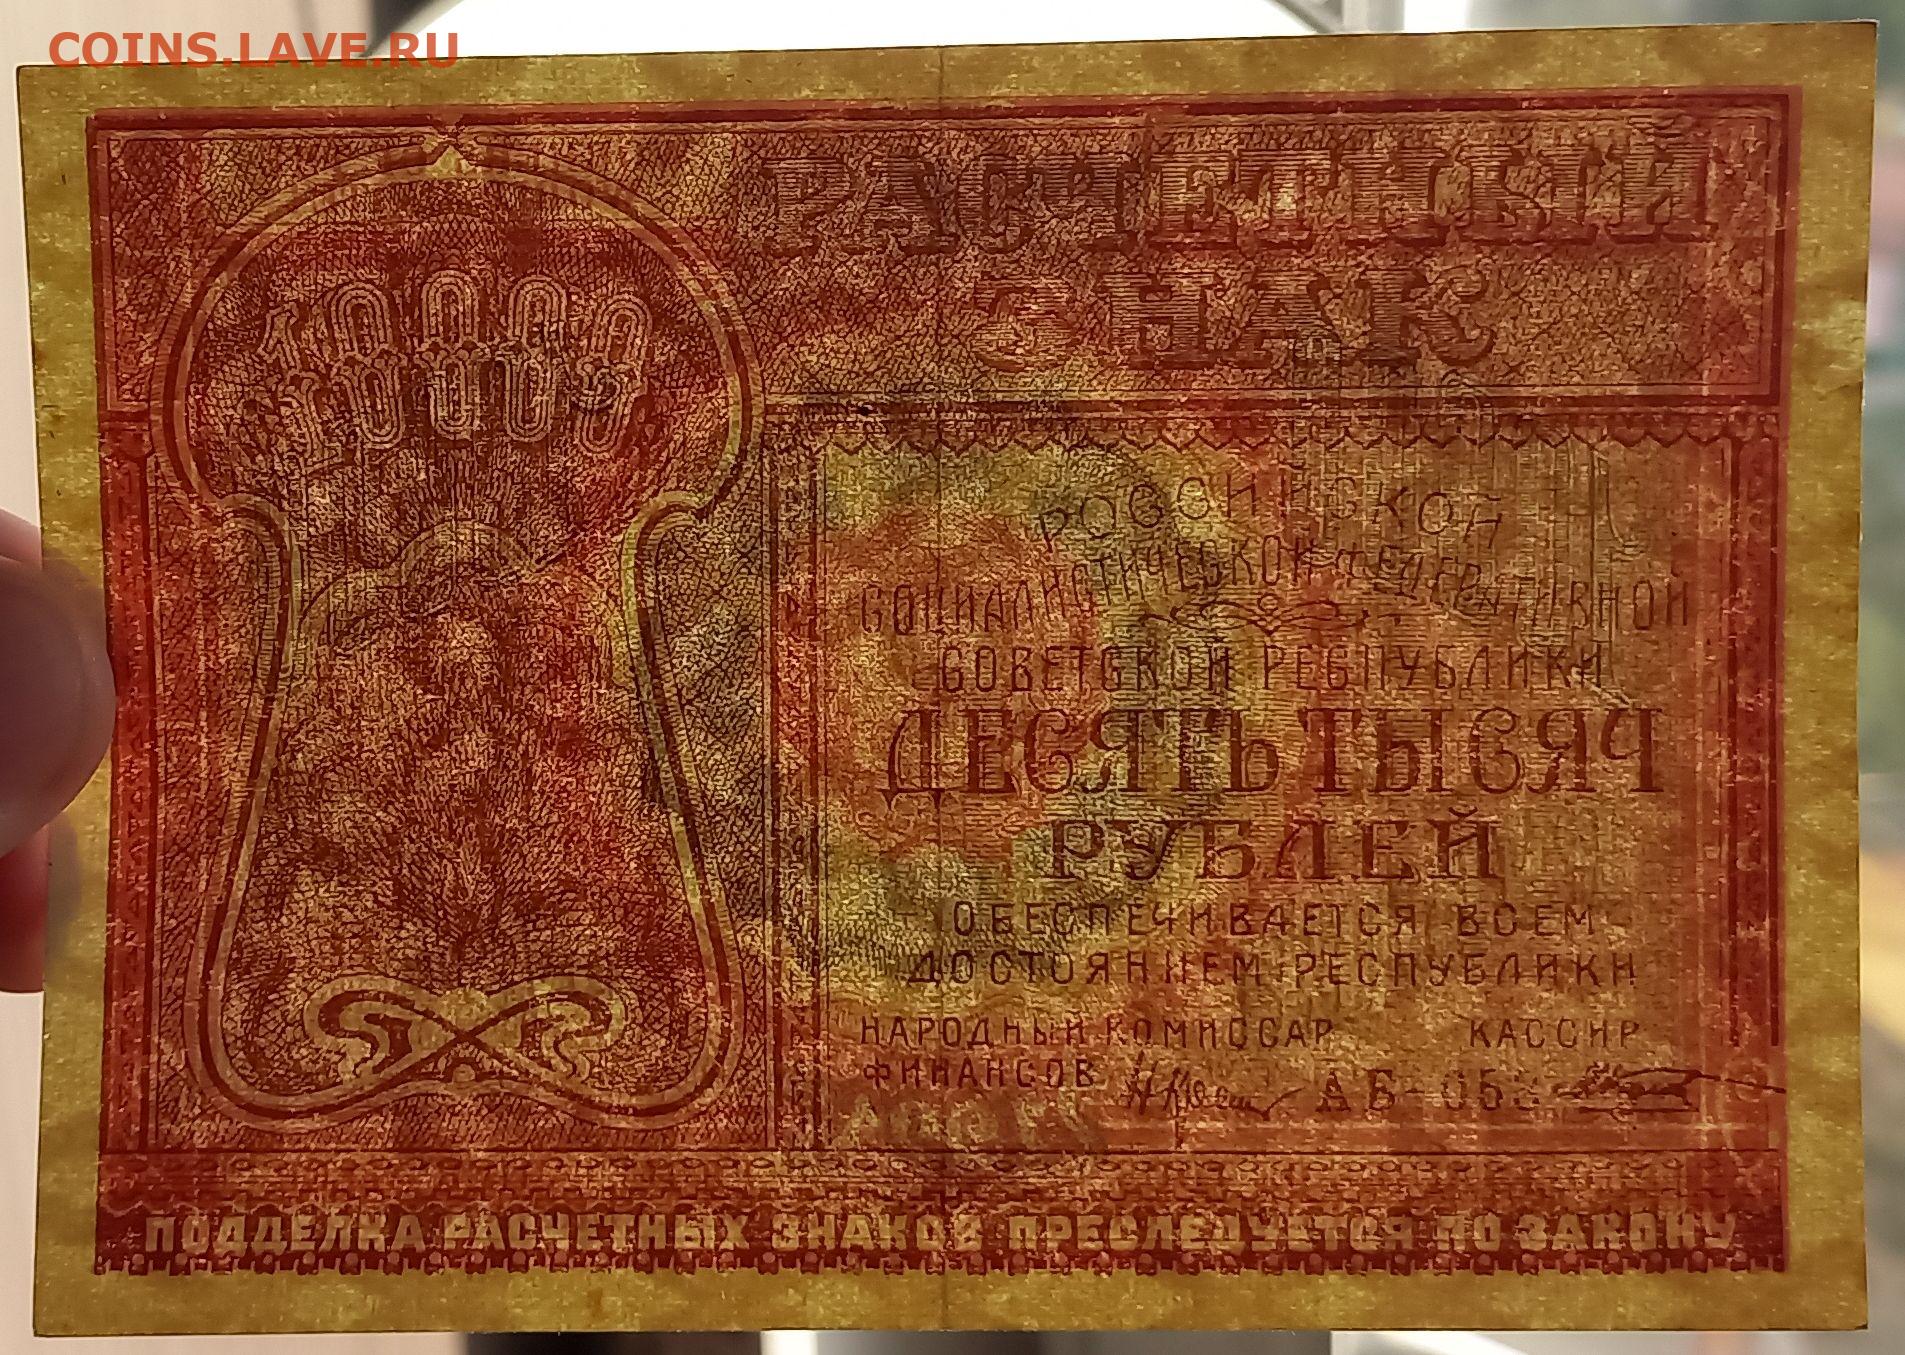 COINS.LAVE.RU
РАСЧЕТНЫЙ
ЗНАК
10000
РОССИЙСКОЙ
СОЦИАЛИСТИЧЕСКОЙ ФЕДЕРАТИВНОЙ
СОВЕТСКОЙ РЕСПУБЛИКИ
ДЕСЯТЬ ТЫСЯЧ
РУБЛЕЙ
ОБЕСПЕЧИВАЕТСЯ ВСЕМ
ДОСТОЯНИЕМ РЕСПУБЛИКИ
НАРОДНЫЙ КОМИССАР КАССИР
ФИНАНСОВ
ПОДДЕЛКА РАСЧЕТНЫХ ЗНАКОВ ПРЕСЛЕДУЕТСЯ ПО ЗАКОНУ